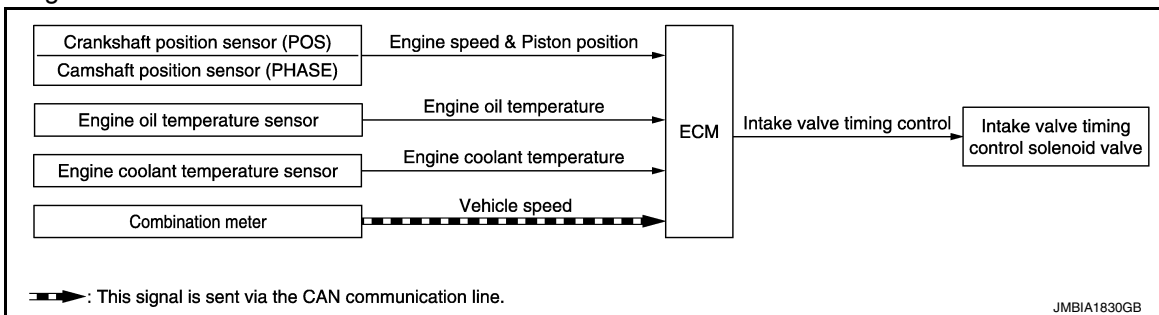 Crankshaft position sensor (POS)
Camshaft position sensor (PHASE)
Engine speed & Piston position
Engine oil temperature sensor
Engine oil temperature
Engine coolant temperature sensor
Engine coolant temperature
Combination meter
Vehicle speed
ECM
Intake valve timing control
Intake valve timing
control solenoid valve
: This signal is sent via the CAN communication line.
JMBIA1830GB